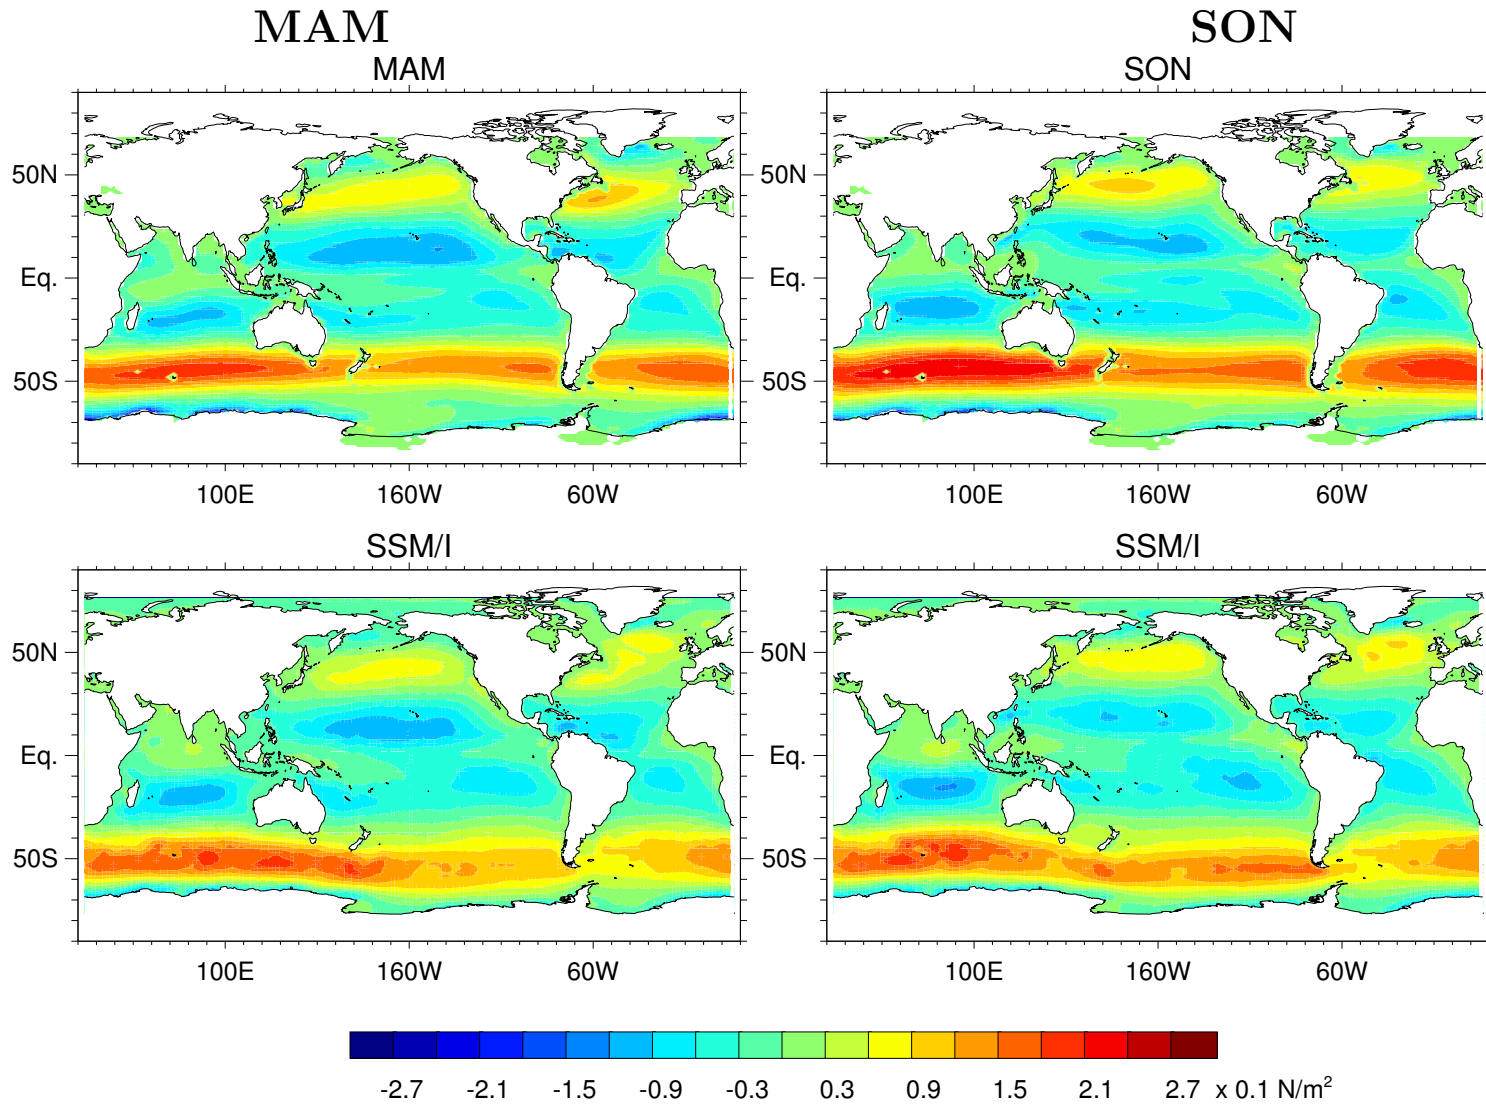 MAM SON
MAM SON
50N 50N
Eq. Eq.
50S 50S
100E 160W 60W 100E 160W 60W
SSM/I SSM/I
50N 50N
Eq. Eq.
50S 50S
100E 160W 60W 100E 160W 60W
-2.7 -2.1 -1.5 -0.9 -0.3 0.3 0.9 1.5 2.1 2.7 x 0.1 N/m²